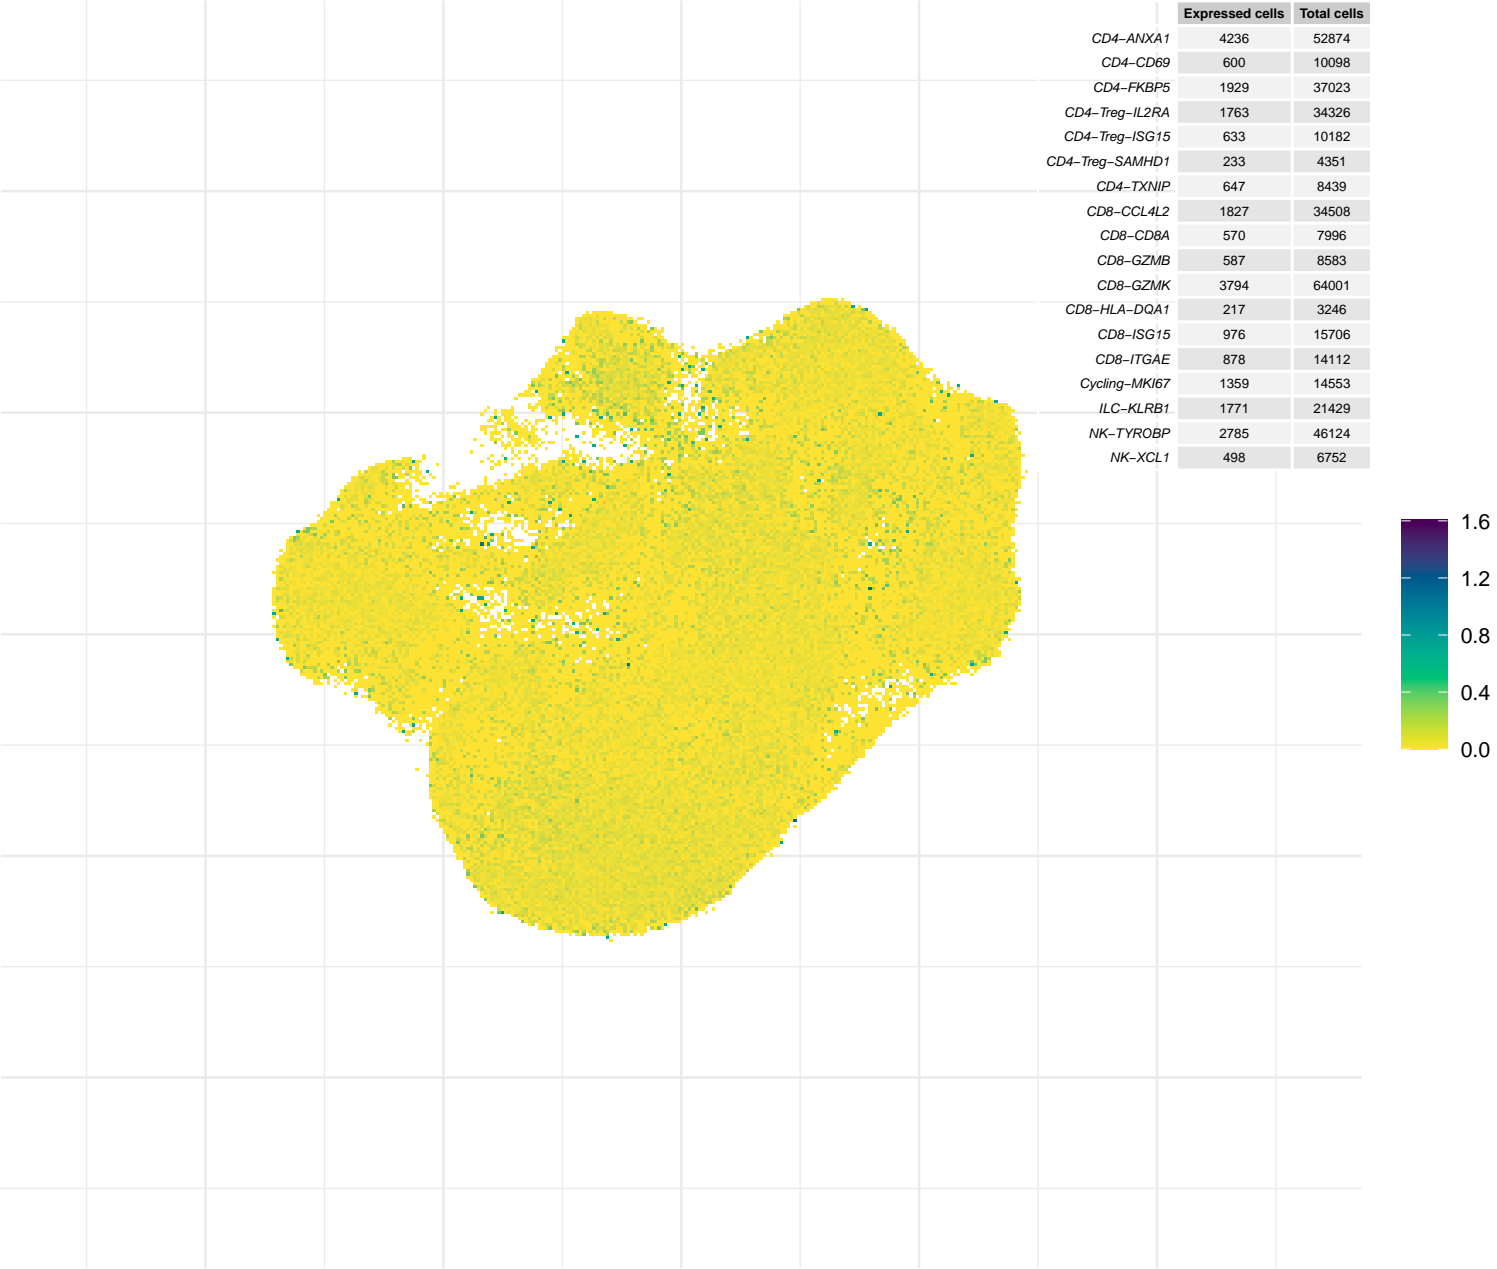 Expressed cells Total cells
CD4−ANXA1 4236 52874
CD4−CD69 600 10098
CD4−FKBP5 1929 37023
CD4−Treg−IL2RA 1763 34326
CD4−Treg−ISG15 633 10182
CD4−Treg−SAMHD1 233 4351
CD4−TXNIP 647 8439
CD8−CCL4L2 1827 34508
CD8−CD8A 570 7996
CD8−GZMB 587 8583
CD8−GZMK 3794 64001
CD8−HLA−DQA1 217 3246
CD8−ISG15 976 15706
CD8−ITGAE 878 14112
Cycling−MKI67 1359 14553
ILC−KLRB1 1771 21429
NK−TYROBP 2785 46124
NK−XCL1 498 6752
1.6
1.2
0.8
0.4
0.0